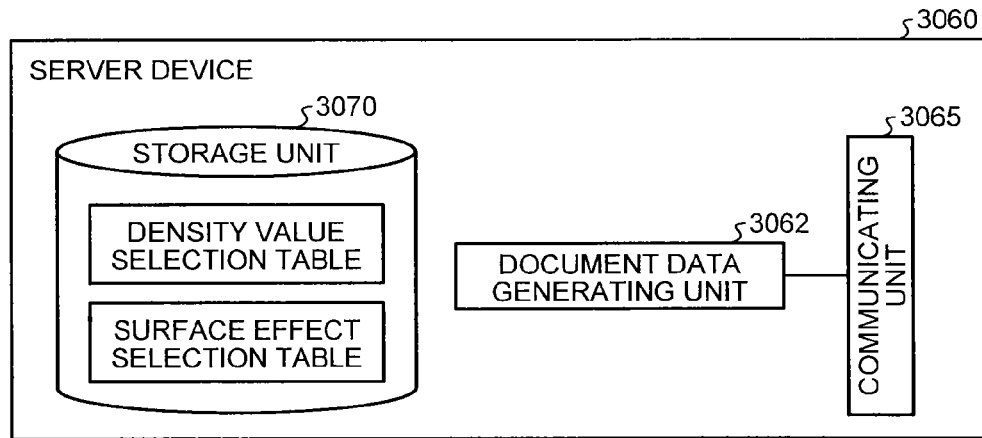 3060
SERVER DEVICE
3070
STORAGE UNIT
DENSITY VALUE
SELECTION TABLE
SURFACE EFFECT
SELECTION TABLE
3062
DOCUMENT DATA
GENERATING UNIT
3065
COMMUNICATING
UNIT